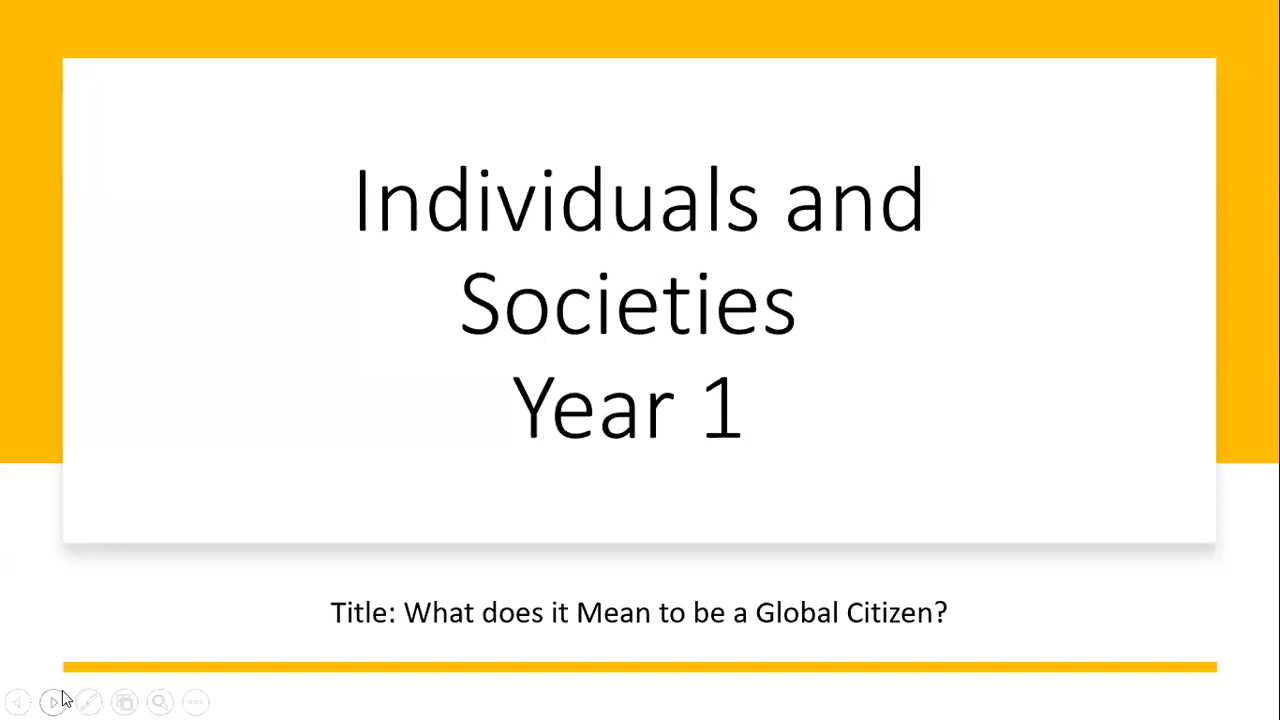 Individuals and
Societies
Year 1
Title: What does it Mean to be a Global Citizen?